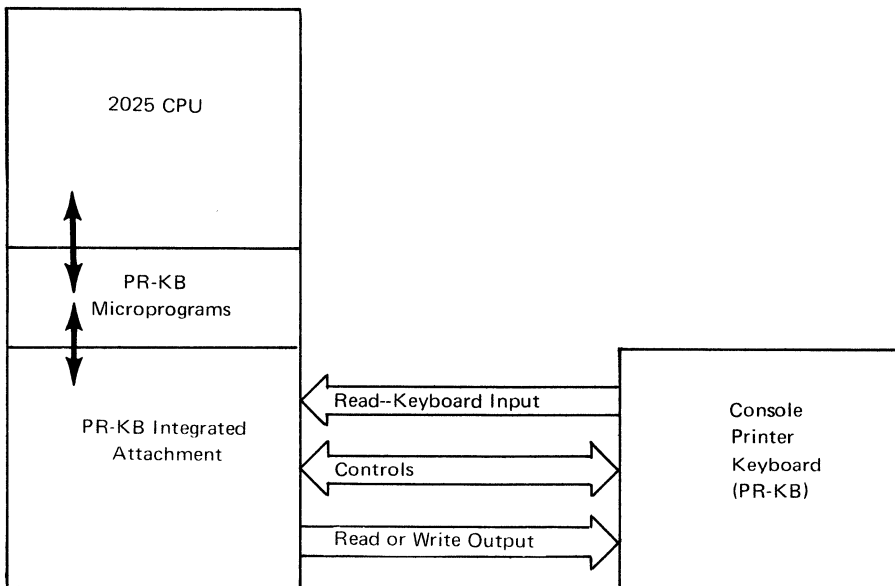 2025 CPU
PR-KB
Microprograms
PR-KB Integrated
Attachment
Read--Keyboard Input
Controls
Read or Write Output
Console
Printer
Keyboard
(PR-KB)